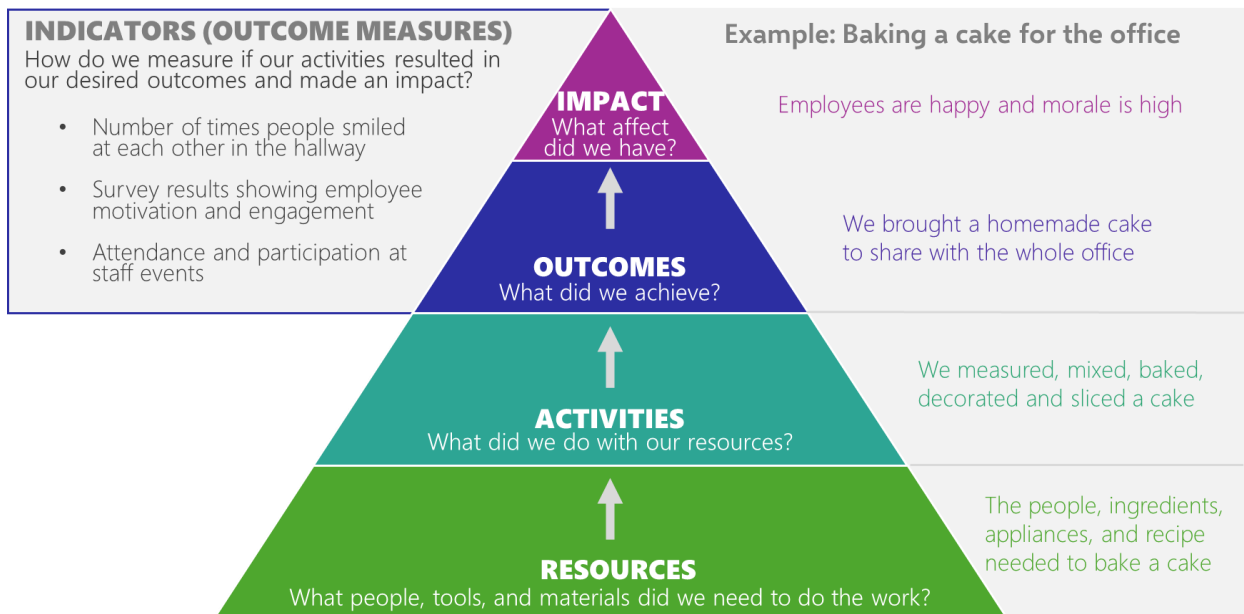 INDICATORS (OUTCOME MEASURES)
How do we measure if our activities resulted in
our desired outcomes and made an impact?
• Number of times people smiled
at each other in the hallway
• Survey results showing employee
motivation and engagement
• Attendance and participation at
staff events
IMPACT
What affect
did we have?
OUTCOMES
What did we achieve?
ACTIVITIES
What did we do with our resources?
RESOURCES
What people, tools, and materials did we need to do the work?
Example: Baking a cake for the office
Employees are happy and morale is high
We brought a homemade cake
to share with the whole office
We measured, mixed, baked,
decorated and sliced a cake
The people, ingredients,
appliances, and recipe
needed to bake a cake